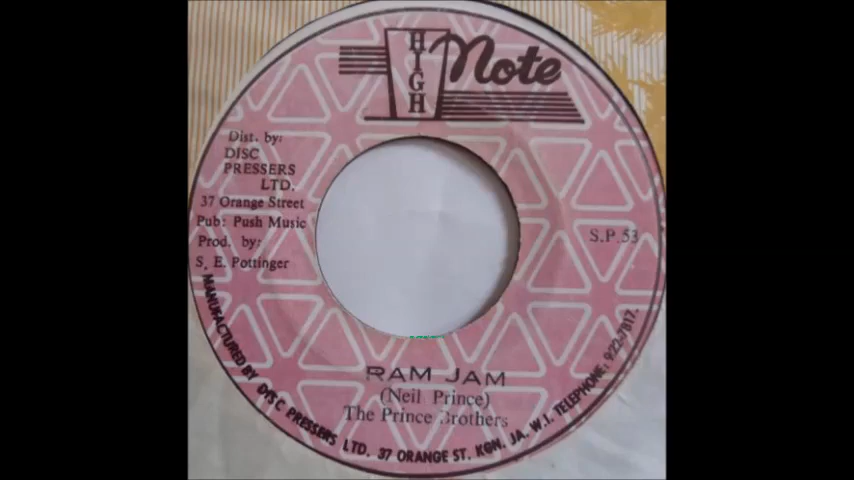 HIGH Note
Dist. by:
DISC
PRESSERS
LTD.
37 Orange Street
Pub: Push Music
Prod. by:
S. E. Pottinger
S.P. 53
RAM JAM
(Neil Prince)
The Prince Brothers
MANUFACTURED BY DISC PRESSERS LTD. 37 ORANGE ST. KGN. JA. W.I. TELEPHONE: 922-7817.